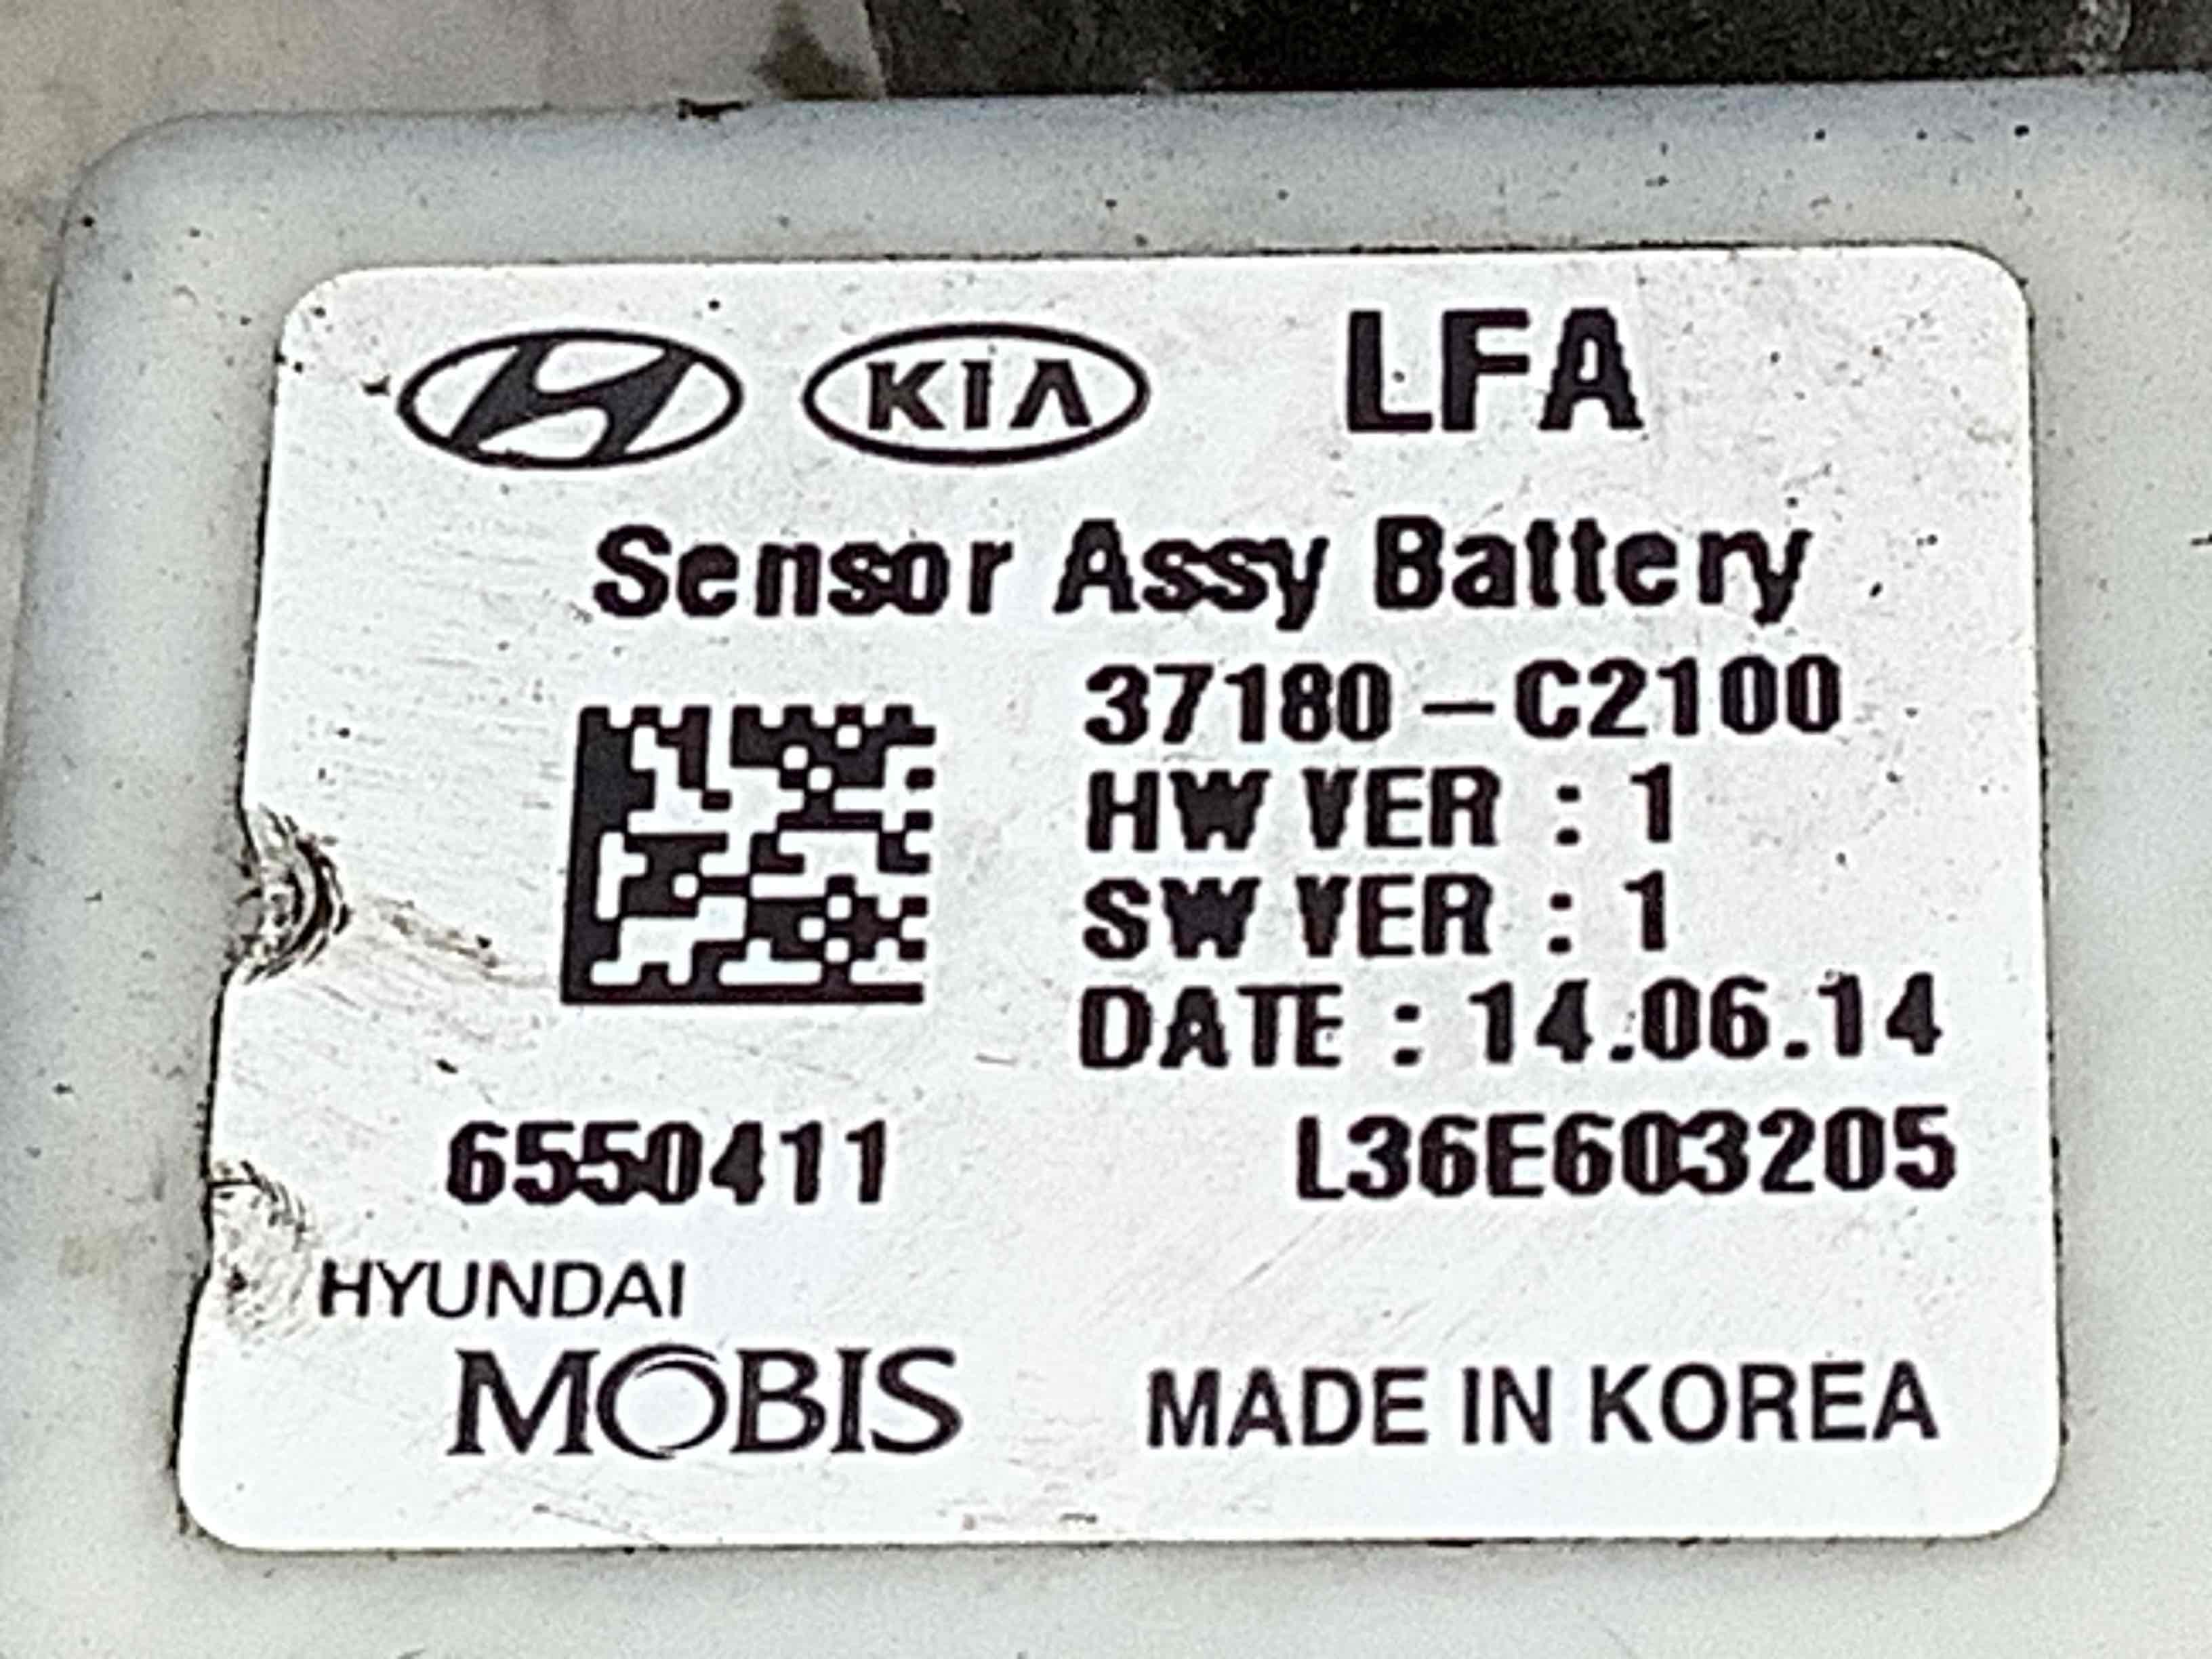 KIA LFA
Sensor Assy Battery
37180-C2100
HW VER : 1
SW VER : 1
DATE : 14.06.14
6550411 L36E603205
HYUNDAI
MOBIS MADE IN KOREA